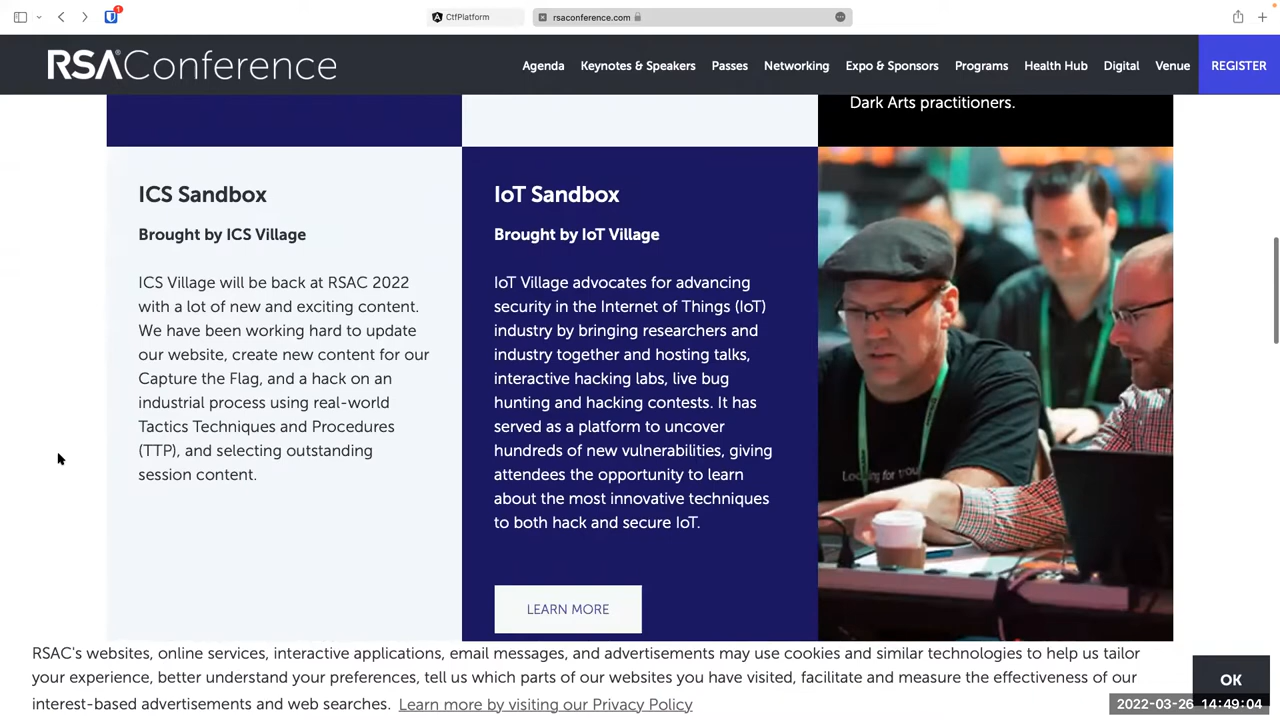 1
CtfPlatform
rsaconference.com
RSA Conference
Agenda
Keynotes & Speakers
Passes
Networking
Expo & Sponsors
Programs
Health Hub
Digital
Venue
REGISTER
Dark Arts practitioners.
ICS Sandbox
Brought by ICS Village
ICS Village will be back at RSAC 2022
with a lot of new and exciting content.
We have been working hard to update
our website, create new content for our
Capture the Flag, and a hack on an
industrial process using real-world
Tactics Techniques and Procedures
(TTP), and selecting outstanding
session content.
IoT Sandbox
Brought by IoT Village
IoT Village advocates for advancing
security in the Internet of Things (IoT)
industry by bringing researchers and
industry together and hosting talks,
interactive hacking labs, live bug
hunting and hacking contests. It has
served as a platform to uncover
hundreds of new vulnerabilities, giving
attendees the opportunity to learn
about the most innovative techniques
to both hack and secure IoT.
LEARN MORE
Looking for trou
RSAC's websites, online services, interactive applications, email messages, and advertisements may use cookies and similar technologies to help us tailor
your experience, better understand your preferences, tell us which parts of our websites you have visited, facilitate and measure the effectiveness of our
interest-based advertisements and web searches. Learn more by visiting our Privacy Policy
OK
2022-03-26 14:49:04